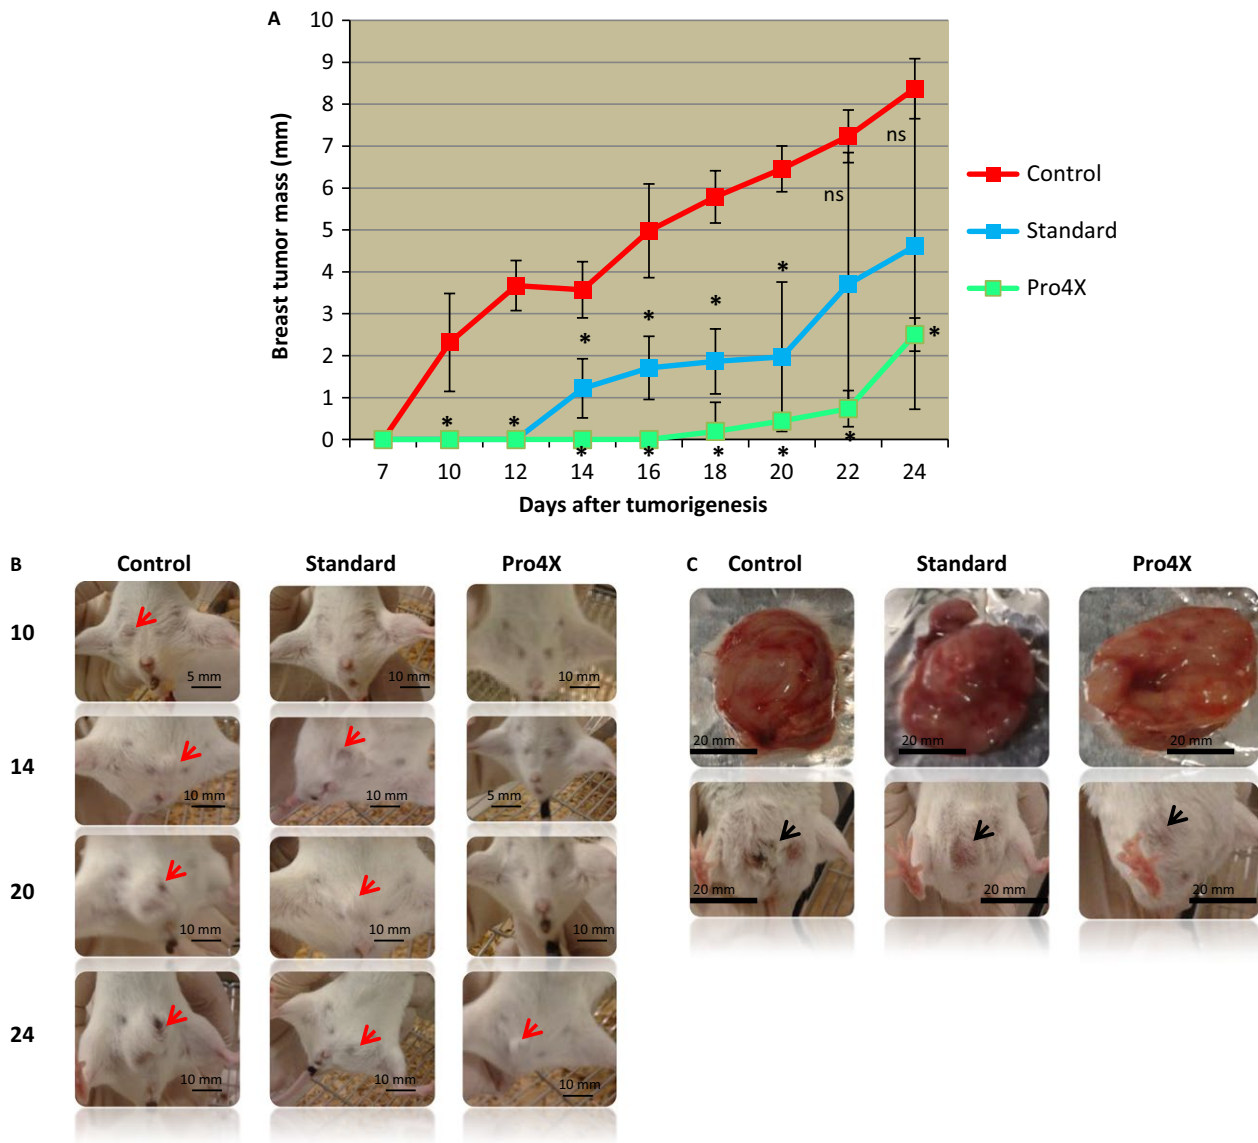 A
10
9
8
7
6
5
4
3
2
1
0
Breast tumor mass (mm)
ns
ns
* * * * * *
*
* * * * *
7 10 12 14 16 18 20 22 24
Days after tumorigenesis
Control
Standard
Pro4X
B Control Standard Pro4X
10
5 mm 10 mm 10 mm
14
10 mm 10 mm 5 mm
20
10 mm 10 mm 10 mm
24
10 mm 10 mm 10 mm
C Control Standard Pro4X
20 mm 20 mm 20 mm
20 mm 20 mm 20 mm